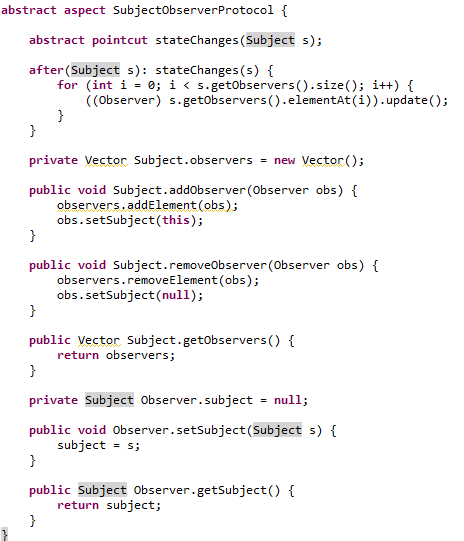 abstract aspect SubjectObserverProtocol {
abstract pointcut stateChanges(Subject s);
after(Subject s): stateChanges(s) {
for (int i = 0; i < s.getObservers().size(); i++) {
((Observer) s.getObservers().elementAt(i)).update();
}
}
private Vector Subject.observers = new Vector();
public void Subject.addObserver(Observer obs) {
observers.addElement(obs);
obs.setSubject(this);
}
public void Subject.removeObserver(Observer obs) {
observers.removeElement(obs);
obs.setSubject(null);
}
public Vector Subject.getObservers() {
return observers;
}
private Subject Observer.subject = null;
public void Observer.setSubject(Subject s) {
subject = s;
}
public Subject Observer.getSubject() {
return subject;
}
}